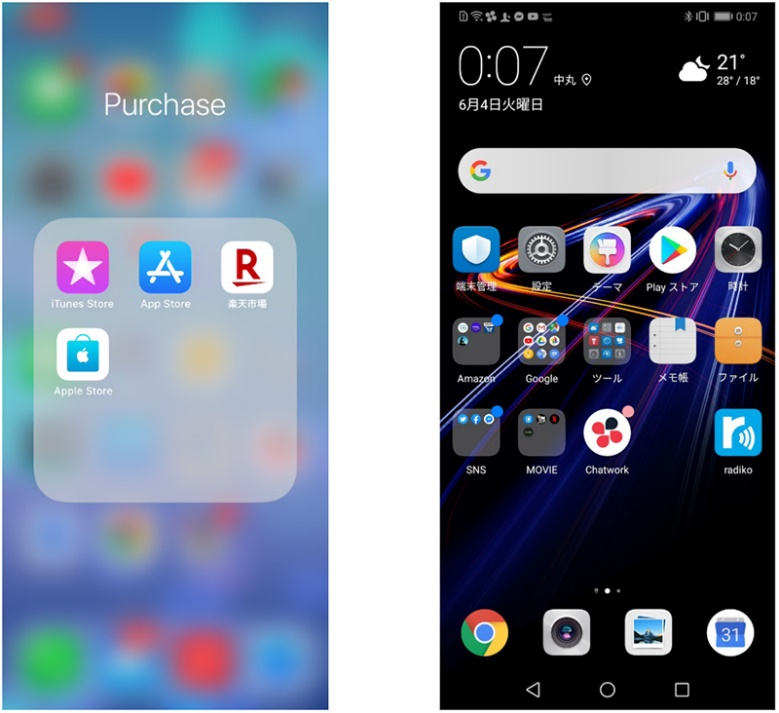 Purchase
iTunes Store
App Store
R
楽天市場
Apple Store
0:07
0:07
中丸
6月4日火曜日
21°
28° / 18°
G
端末管理
設定
テーマ
Play ストア
時計
Amazon
Google
ツール
メモ帳
ファイル
SNS
MOVIE
Chatwork
radiko
31